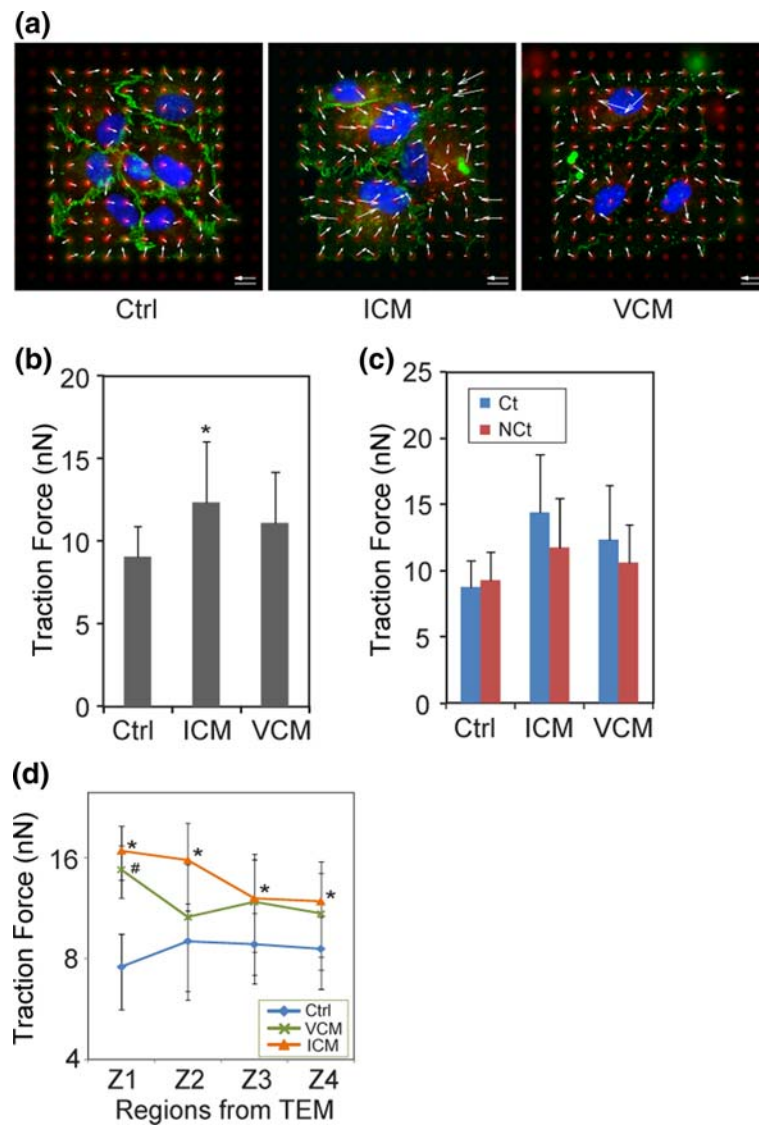 (a)
Ctrl ICM VCM
(b)
Traction Force (nN)
20
15
10
5
0
*
Ctrl ICM VCM
(c)
Traction Force (nN)
25
20
15
10
5
0
Ct
NCt
Ctrl ICM VCM
(d)
Traction Force (nN)
16
8
4
*
#
*
*
*
Ctrl
VCM
ICM
Z1 Z2 Z3 Z4
Regions from TEM